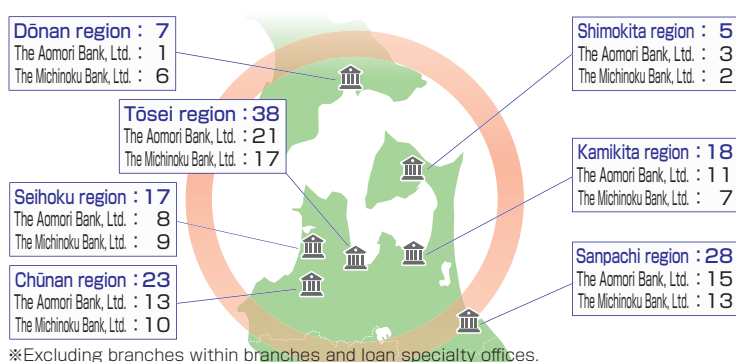 Dōnan region : 7
The Aomori Bank, Ltd. : 1
The Michinoku Bank, Ltd. : 6
Tōsei region : 38
The Aomori Bank, Ltd. : 21
The Michinoku Bank, Ltd. : 17
Seihoku region : 17
The Aomori Bank, Ltd. : 8
The Michinoku Bank, Ltd. : 9
Chūnan region : 23
The Aomori Bank, Ltd. : 13
The Michinoku Bank, Ltd. : 10
Shimokita region : 5
The Aomori Bank, Ltd. : 3
The Michinoku Bank, Ltd. : 2
Kamikita region : 18
The Aomori Bank, Ltd. : 11
The Michinoku Bank, Ltd. : 7
Sanpachi region : 28
The Aomori Bank, Ltd. : 15
The Michinoku Bank, Ltd. : 13
※Excluding branches within branches and loan specialty offices.